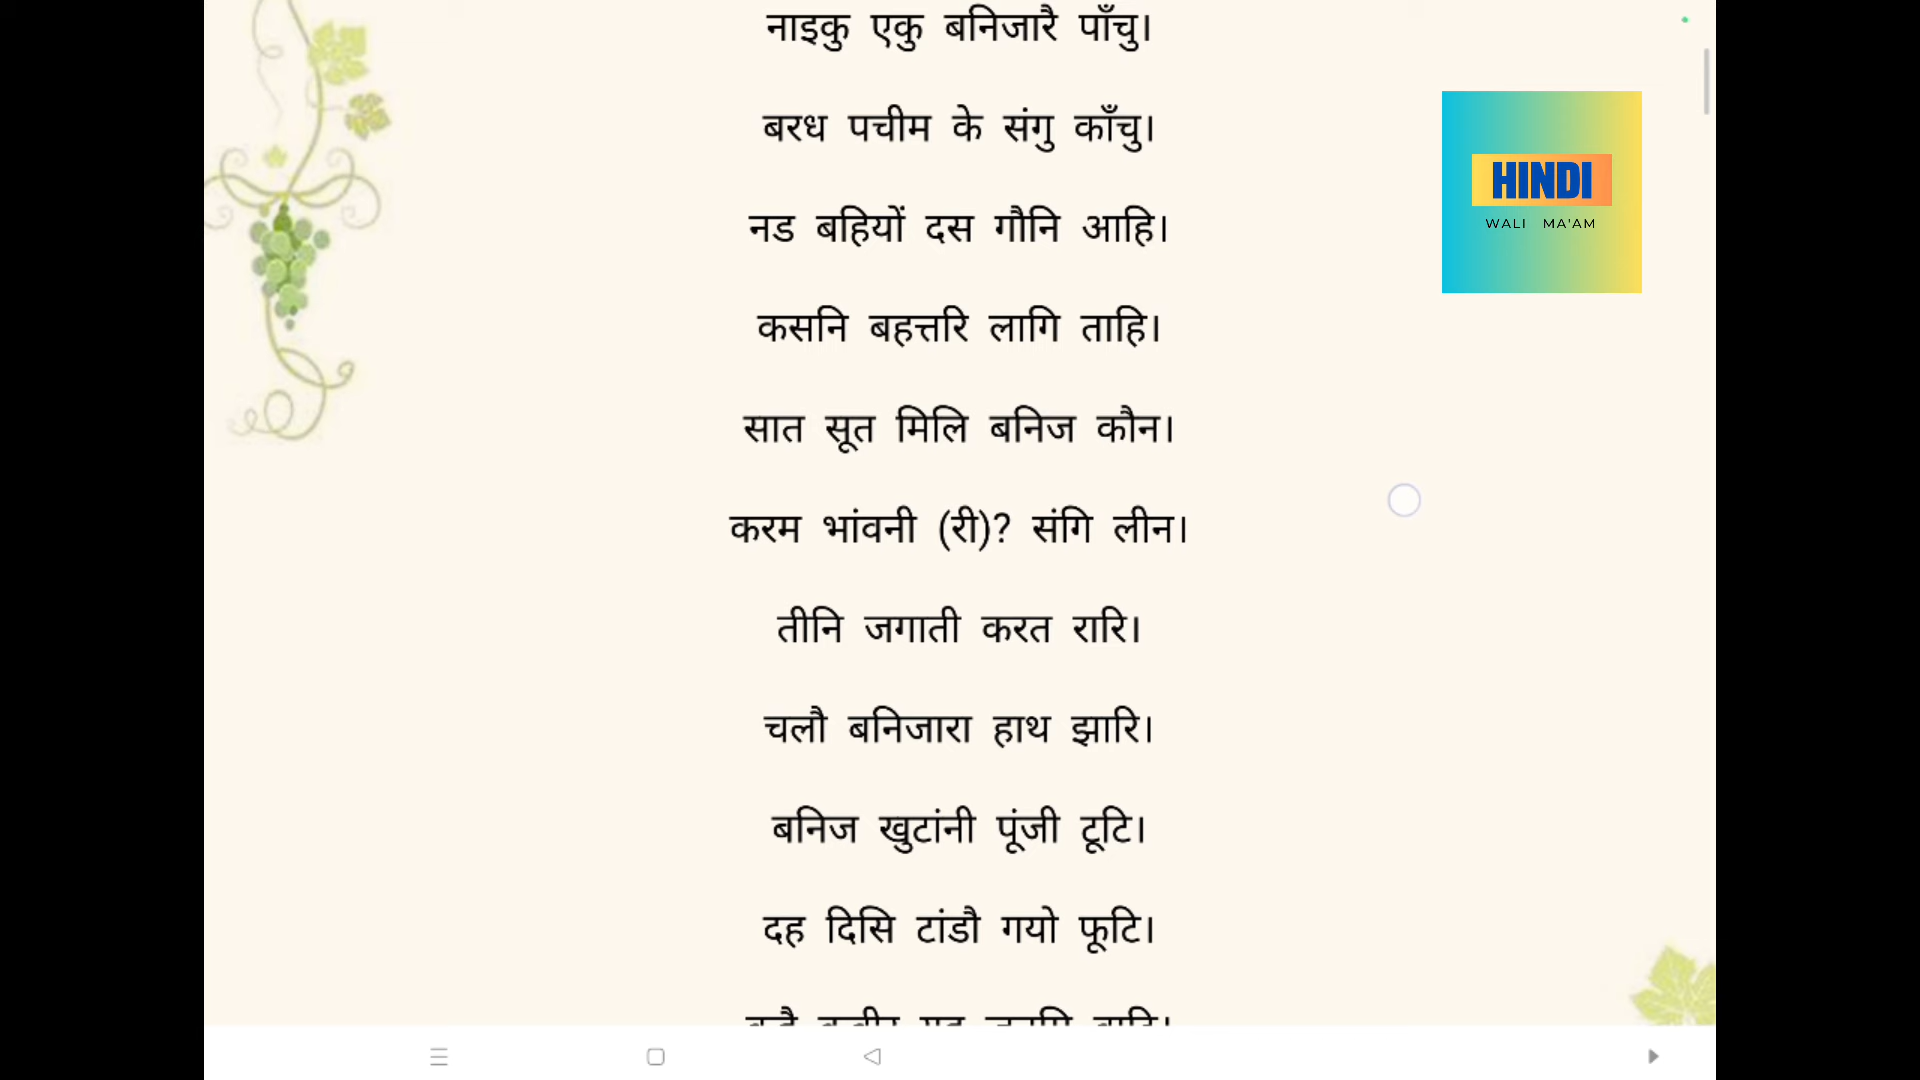 नाइकु एकु बनिजारै पाँचु।
बरध पचीम के संगु काँचु।
HINDI
WALI MA'AM
नड बहियों दस गौनि आहि।
कसनि बहत्तरि लागि ताहि।
सात सूत मिलि बनिज कौन।
करम भांवनी (री)? संगि लीन।
तीनि जगाती करत रारि।
चलौ बनिजारा हाथ झारि।
बनिज खुटांनी पूंजी टूटि।
दह दिसि टांडौ गयो फूटि।